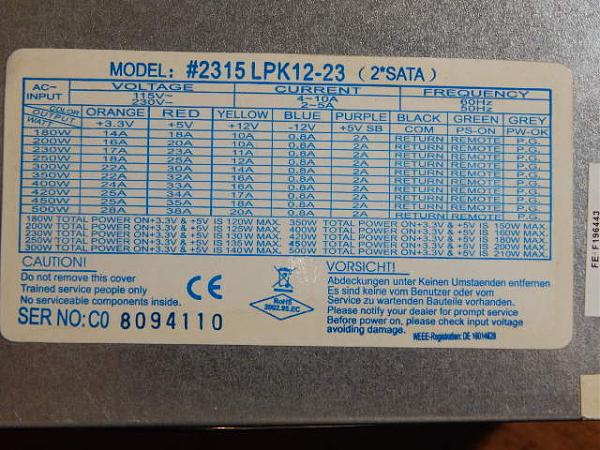 MODEL: #2315 LPK12-23 (2*SATA)
AC~ INPUT VOLTAGE CURRENT FREQUENCY
115V~ 4-10A 60Hz
230V~ 2-5A 50Hz
COLOR ORANGE RED YELLOW BLUE PURPLE BLACK GREEN GREY
WATT OUTPUT +3.3V +5V +12V -12V +5V SB COM PS-ON PW-OK
180W 14A 18A 10A 0.8A 2A RETURN REMOTE P.G.
200W 16A 21A 10A 0.8A 2A RETURN REMOTE P.G.
230W 17A 23A 11A 0.8A 2A RETURN REMOTE P.G.
250W 18A 25A 12A 0.8A 2A RETURN REMOTE P.G.
300W 22A 30A 14A 0.8A 2A RETURN REMOTE P.G.
350W 22A 32A 16A 0.8A 2A RETURN REMOTE P.G.
400W 24A 33A 16A 0.8A 2A RETURN REMOTE P.G.
420W 25A 34A 17A 0.8A 2A RETURN REMOTE P.G.
450W 25A 35A 18A 0.8A 2A RETURN REMOTE P.G.
500W 28A 38A 20A 0.8A 2A RETURN REMOTE P.G.
180W TOTAL POWER ON+3.3V & +5V IS 120W MAX. 350W TOTAL POWER ON+3.3V & +5V IS 150W MAX.
200W TOTAL POWER ON+3.3V & +5V IS 125W MAX. 400W TOTAL POWER ON+3.3V & +5V IS 160W MAX.
230W TOTAL POWER ON+3.3V & +5V IS 130W MAX. 420W TOTAL POWER ON+3.3V & +5V IS 180W MAX.
250W TOTAL POWER ON+3.3V & +5V IS 135W MAX. 450W TOTAL POWER ON+3.3V & +5V IS 200W MAX.
300W TOTAL POWER ON+3.3V & +5V IS 140W MAX. 500W TOTAL POWER ON+3.3V & +5V IS 210W MAX.
CAUTION!
Do not remove this cover
Trained service people only
No serviceable components inside.
SER NO:C0 8094110
CE
RoHS
2002.95.EC
VORSICHT!
Abdeckungen unter Keinen Umstaenden entfernen
Es sind keine vom Benutzer oder vom
Service zu wartenden Bauteile vorhanden
Please notify your dealer for prompt service
Before power on, please check input voltage
avoiding damaging.
WEEE-Registration: DE
FE: F196443